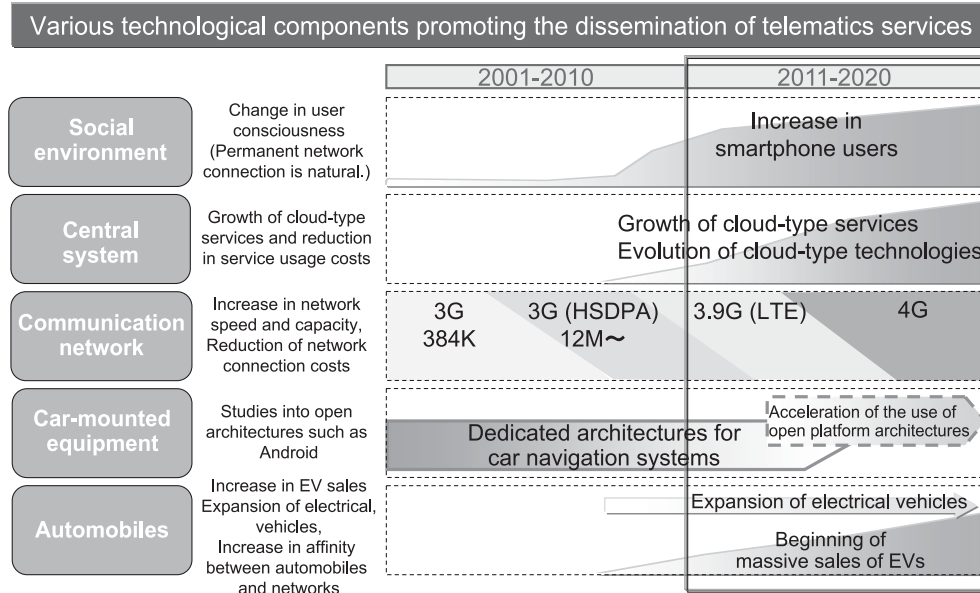 Various technological components promoting the dissemination of telematics services
2001-2010
2011-2020
Social
environment
Change in user
consciousness
(Permanent network
connection is natural.)
Increase in
smartphone users
Central
system
Growth of cloud-type
services and reduction
in service usage costs
Growth of cloud-type services
Evolution of cloud-type technologies
Communication
network
Increase in network
speed and capacity,
Reduction of network
connection costs
3G
384K
3G (HSDPA)
12M〜
3.9G (LTE)
4G
Car-mounted
equipment
Studies into open
architectures such as
Android
Dedicated architectures for
car navigation systems
Acceleration of the use of
open platform architectures
Automobiles
Increase in EV sales
Expansion of electrical,
vehicles,
Increase in affinity
between automobiles
and networks
Expansion of electrical vehicles
Beginning of
massive sales of EVs